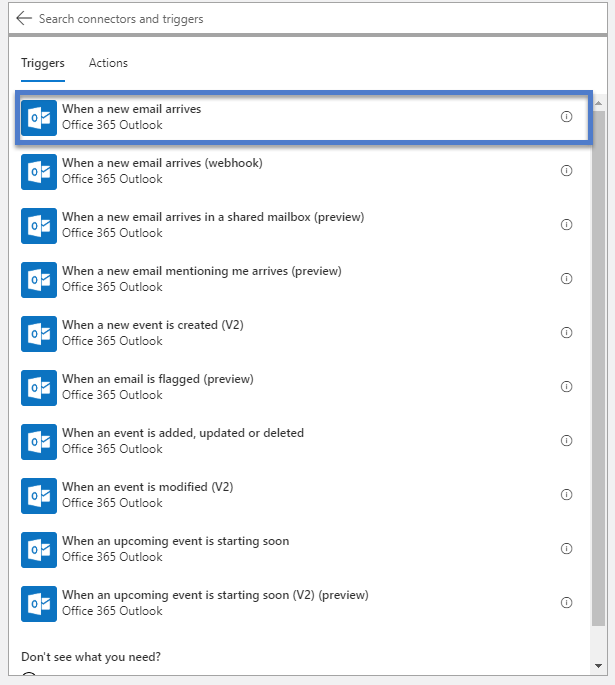 Search connectors and triggers
Triggers
Actions
When a new email arrives
Office 365 Outlook
When a new email arrives (webhook)
Office 365 Outlook
When a new email arrives in a shared mailbox (preview)
Office 365 Outlook
When a new email mentioning me arrives (preview)
Office 365 Outlook
When a new event is created (V2)
Office 365 Outlook
When an email is flagged (preview)
Office 365 Outlook
When an event is added, updated or deleted
Office 365 Outlook
When an event is modified (V2)
Office 365 Outlook
When an upcoming event is starting soon
Office 365 Outlook
When an upcoming event is starting soon (V2) (preview)
Office 365 Outlook
Don't see what you need?